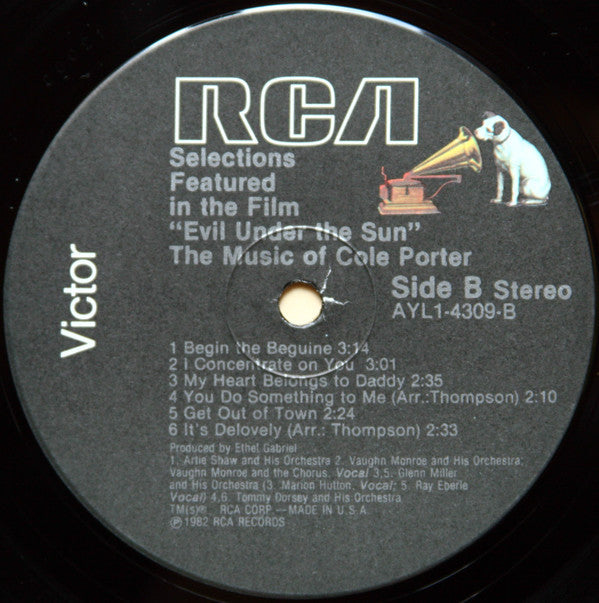 RCA
Selections
Featured
in the Film
"Evil Under the Sun"
The Music of Cole Porter
Side B Stereo
AYL1-4309-B
Victor
1 Begin the Beguine 3:14
2 I Concentrate on You 3:01
3 My Heart Belongs to Daddy 2:35
4 You Do Something to Me (Arr.:Thompson) 2:10
5 Get Out of Town 2:24
6 It's Delovely (Arr.: Thompson) 2:33
Produced by Ethel Gabriel
1. Artie Shaw and His Orchestra 2. Vaughn Monroe and His Orchestra;
Vaughn Monroe and the Chorus, Vocal 3,5. Glenn Miller
and His Orchestra (3. Marion Hutton, Vocal; 5. Ray Eberle
Vocal) 4,6. Tommy Dorsey and His Orchestra
TM(s)®. RCA CORP.—MADE IN U.S.A.
℗1982 RCA RECORDS